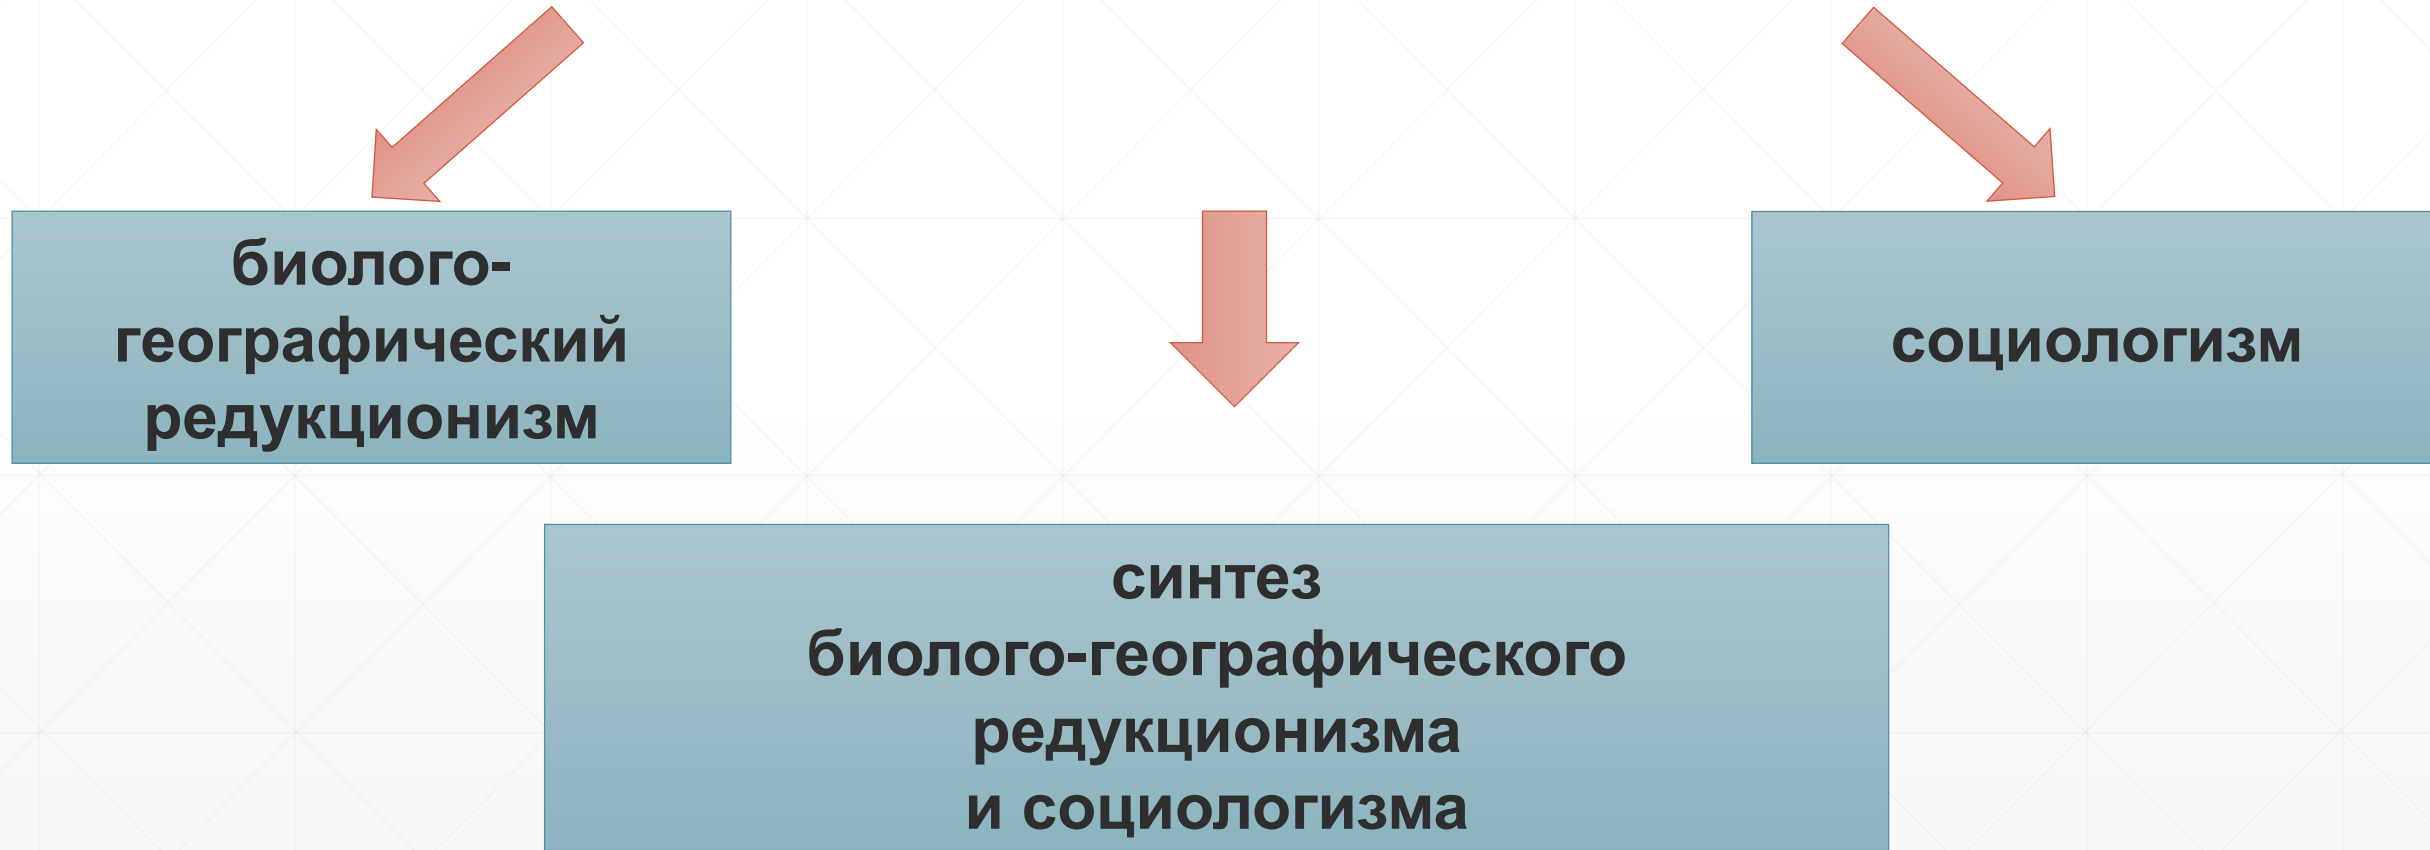 биолого-
географический
редукционизм
социологизм
синтез
биолого-географического
редукционизма
и социологизма